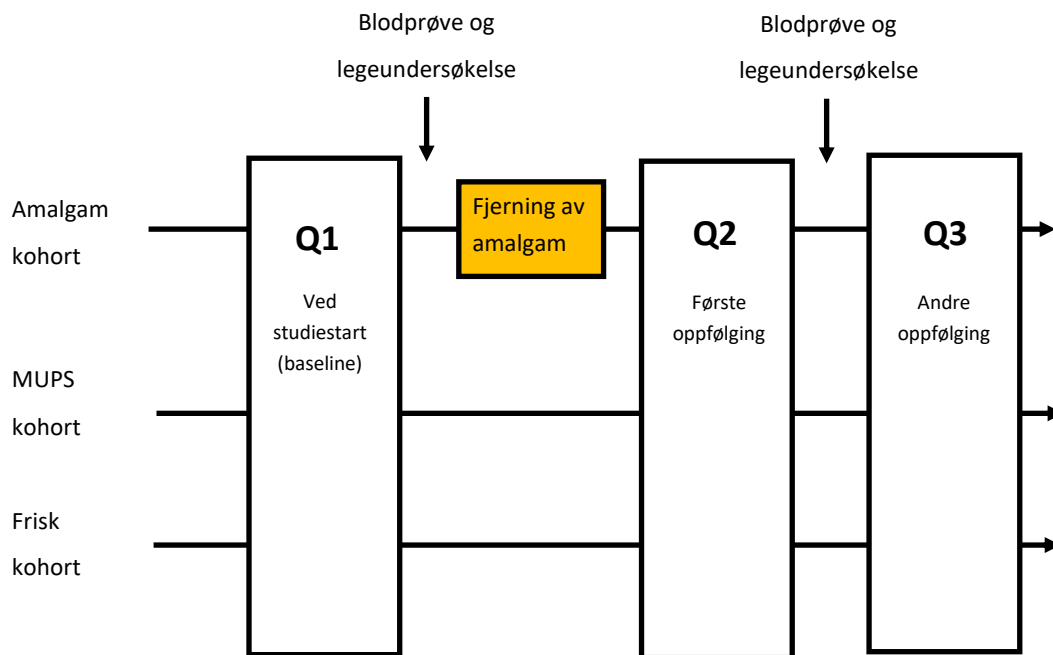 Blodprøve og
legeundersøkelse
Blodprøve og
legeundersøkelse
Amalgam
kohort
Q1
Ved
studiestart
(baseline)
Fjerning av
amalgam
Q2
Første
oppfølging
Q3
Andre
oppfølging
MUPS
kohort
Frisk
kohort